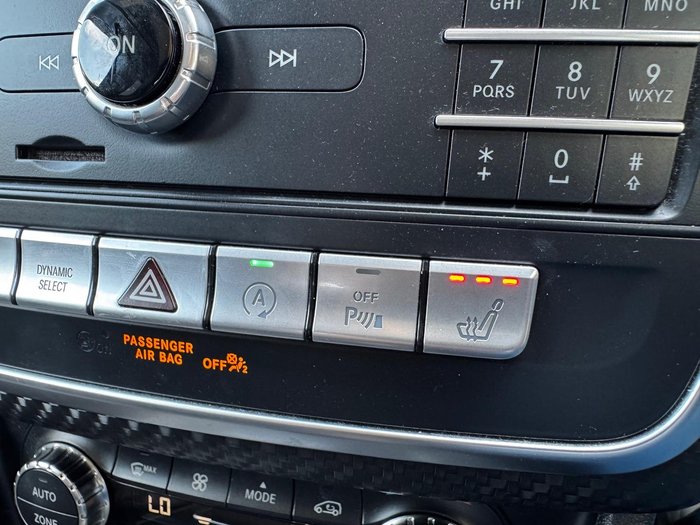 GHI JKL MNO
ON
7 8 9
PQRS TUV WXYZ
* 0 #
+
DYNAMIC
SELECT
A
OFF
P
PASSENGER
AIR BAG OFF 2
MAX
AUTO
LO
MODE
ZONE